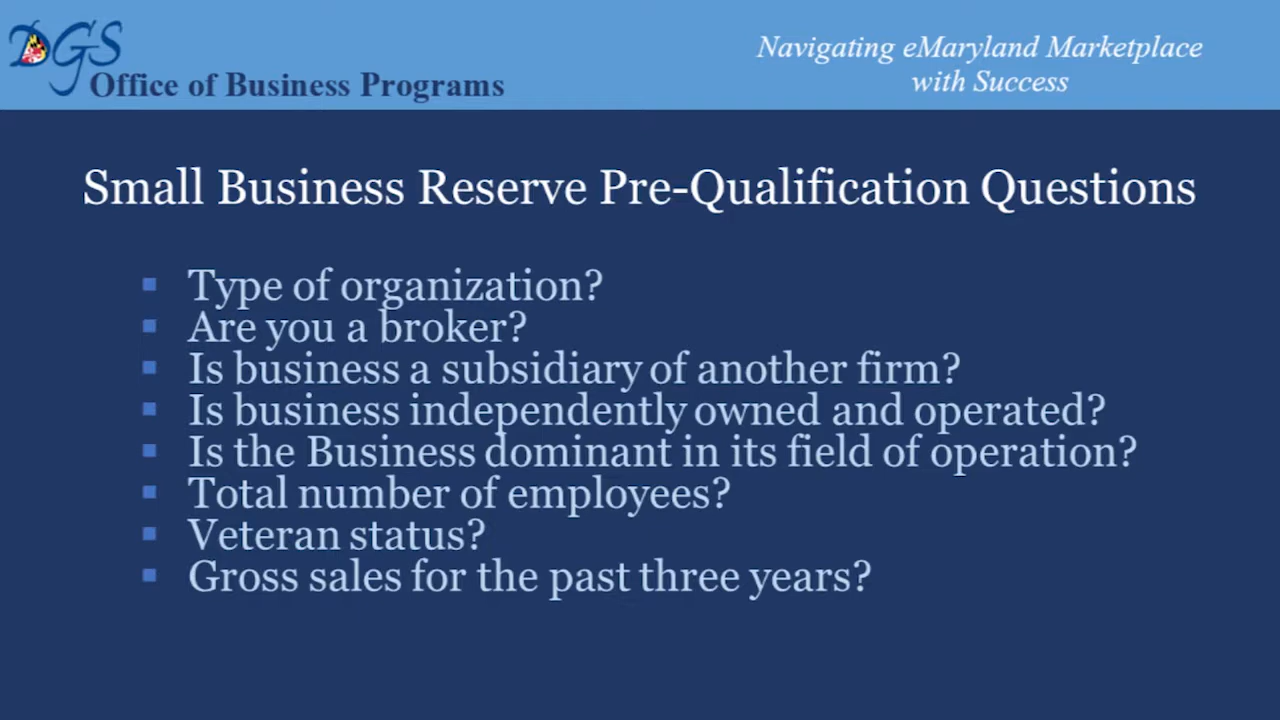 DGS
Office of Business Programs
Navigating eMaryland Marketplace
with Success
Small Business Reserve Pre-Qualification Questions
Type of organization?
Are you a broker?
Is business a subsidiary of another firm?
Is business independently owned and operated?
Is the Business dominant in its field of operation?
Total number of employees?
Veteran status?
Gross sales for the past three years?